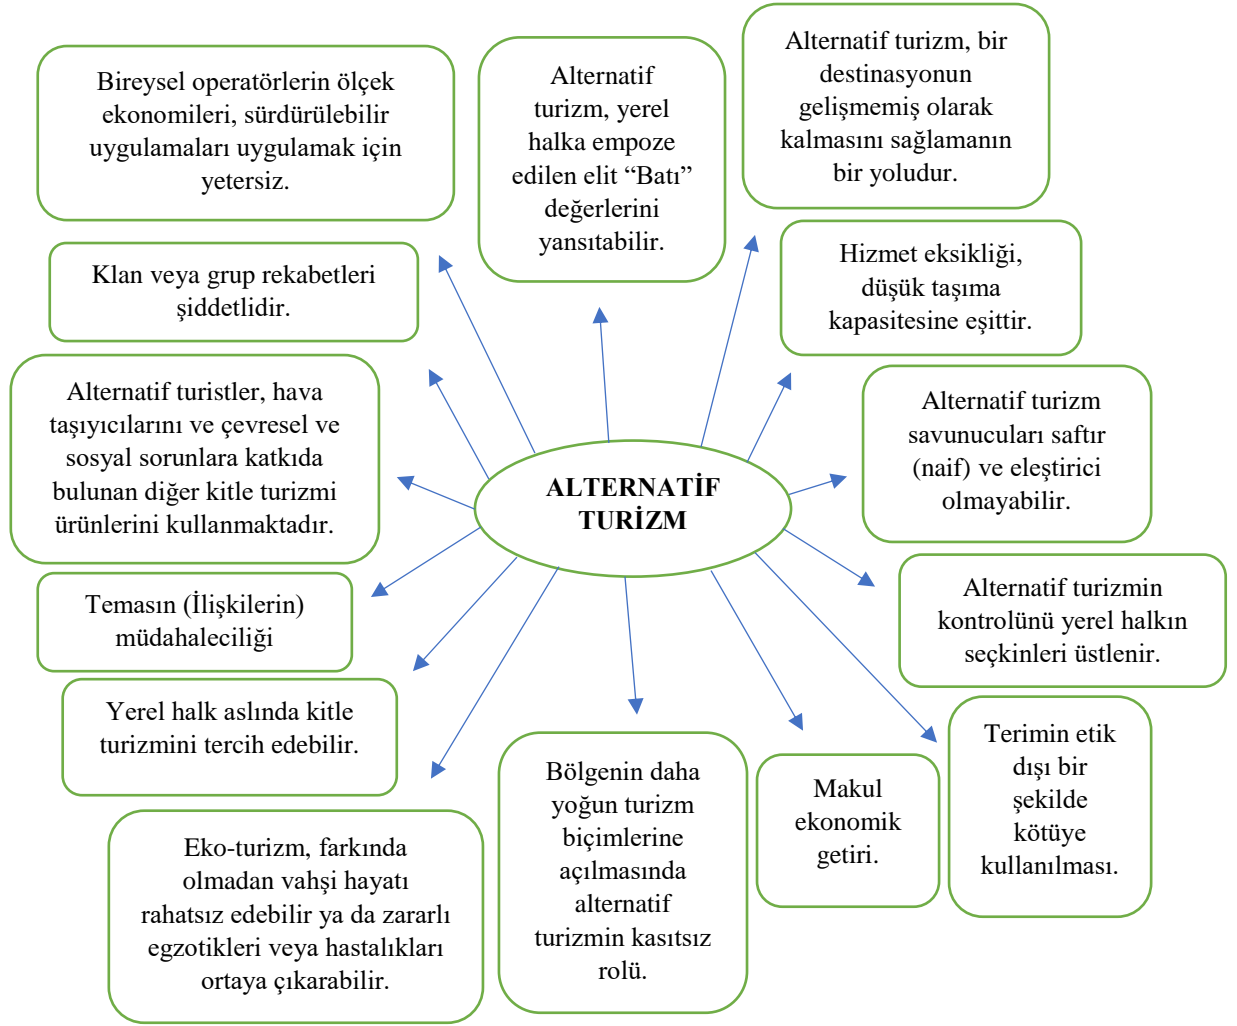 Bireysel operatörlerin ölçek
ekonomileri, sürdürülebilir
uygulamaları uygulamak için
yetersiz.
Alternatif
turizm, yerel
halka empoze
edilen elit “Batı”
değerlerini
yansıtabilir.
Alternatif turizm, bir
destinasyonun
gelişmemiş olarak
kalmasını sağlamanın
bir yoludur.
Klan veya grup rekabetleri
şiddetlidir.
Hizmet eksikliği,
düşük taşıma
kapasitesine eşittir.
Alternatif turistler, hava
taşıyıcılarını ve çevresel ve
sosyal sorunlara katkıda
bulunan diğer kitle turizmi
ürünlerini kullanmaktadır.
Alternatif turizm
savunucuları saftır
(naif) ve eleştirici
olmayabilir.
ALTERNATİF
TURİZM
Temasın (İlişkilerin)
müdahaleciliği
Alternatif turizmin
kontrolünü yerel halkın
seçkinleri üstlenir.
Yerel halk aslında kitle
turizmini tercih edebilir.
Eko-turizm, farkında
olmadan vahşi hayatı
rahatsız edebilir ya da zararlı
egzotikleri veya hastalıkları
ortaya çıkarabilir.
Bölgenin daha
yoğun turizm
biçimlerine
açılmasında
alternatif
turizmin kasıtsız
rolü.
Makul
ekonomik
getiri.
Terimin etik
dışı bir
şekilde
kötüye
kullanılması.